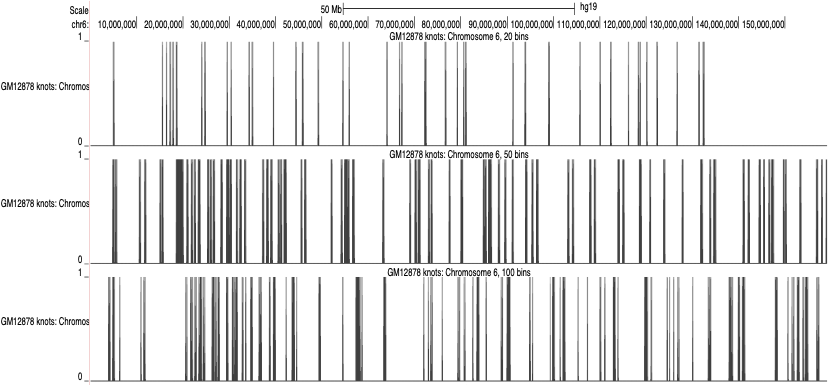 Scale 50 Mb hg19
chr6: 10,000,000 20,000,000 30,000,000 40,000,000 50,000,000 60,000,000 70,000,000 80,000,000 90,000,000 100,000,000 110,000,000 120,000,000 130,000,000 140,000,000 150,000,000
GM12878 knots: Chromosome 6, 20 bins
1 _
GM12878 knots: Chromos
0 _
GM12878 knots: Chromosome 6, 50 bins
1 _
GM12878 knots: Chromos
0 _
GM12878 knots: Chromosome 6, 100 bins
1 _
GM12878 knots: Chromos
0 _